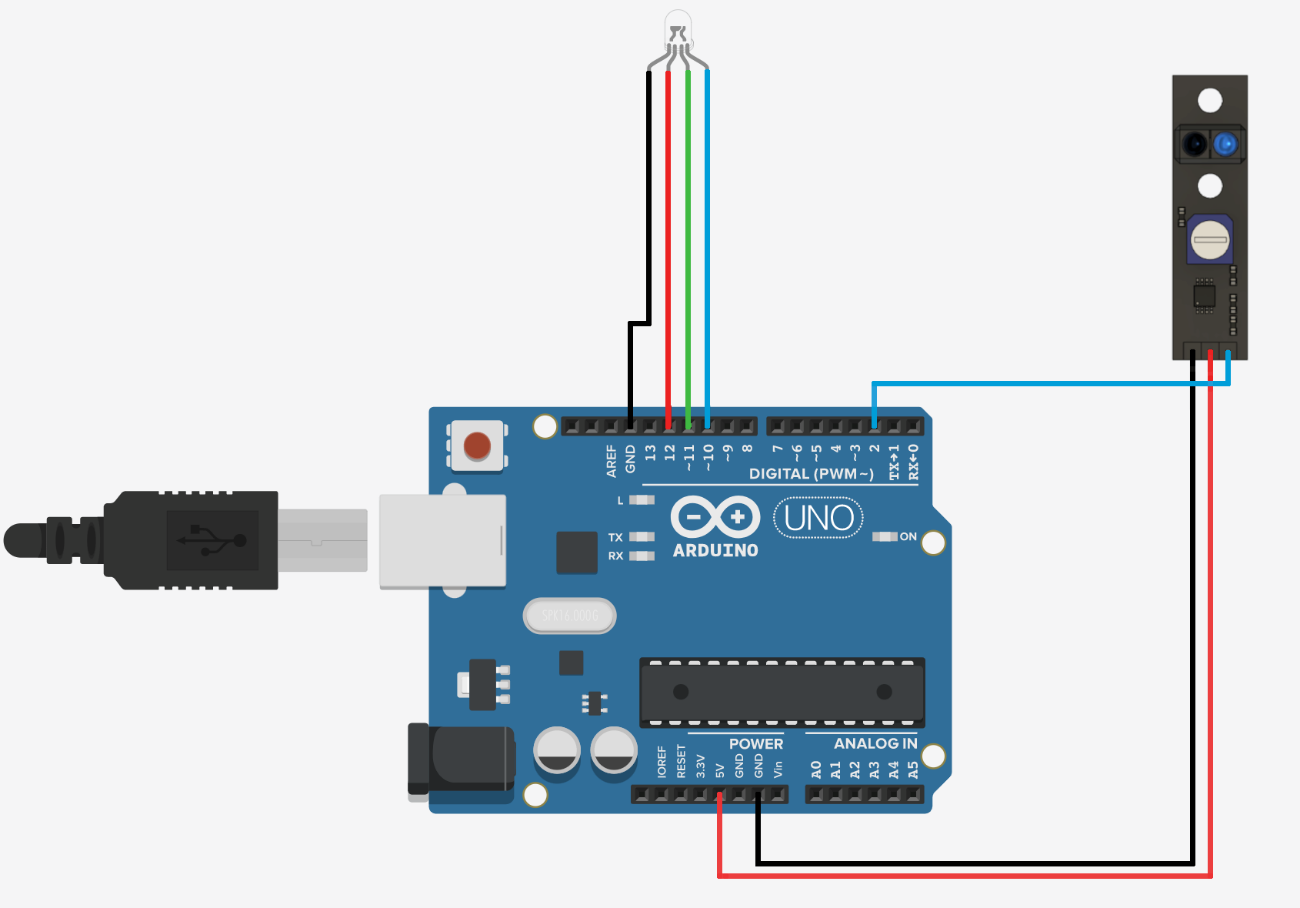 AREF
GND
13
12
~11
~10
~9
8
7
~6
~5
4
~3
2
TX→1
RX←0
DIGITAL (PWM ~)
L
TX
RX
ARDUINO
UNO
ON
SPK16.000G
POWER
ANALOG IN
IOREF
RESET
3.3V
5V
GND
GND
Vin
A0
A1
A2
A3
A4
A5